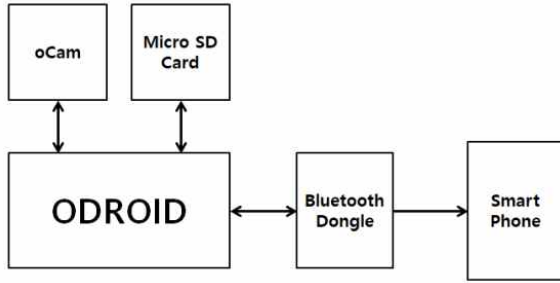 oCam
Micro SD
Card
ODROID
Bluetooth
Dongle
Smart
Phone